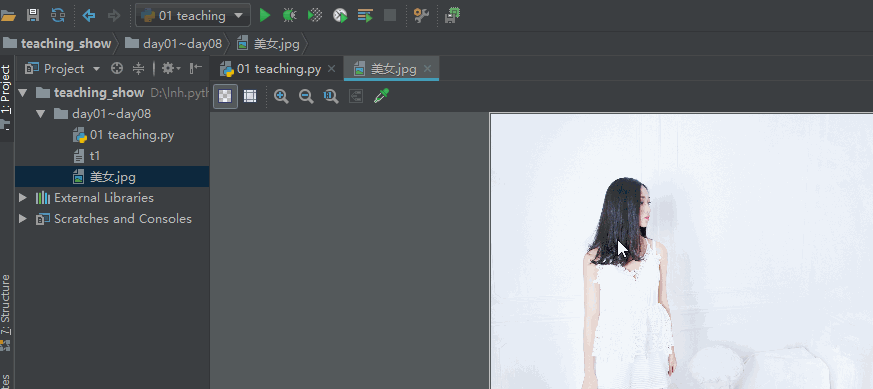 01 teaching
teaching_show day01~day08 美女.jpg
Project 01 teaching.py 美女.jpg
1: Project
teaching_show D:\lnh.pyth
day01~day08
01 teaching.py
t1
美女.jpg
External Libraries
Scratches and Consoles
7: Structure